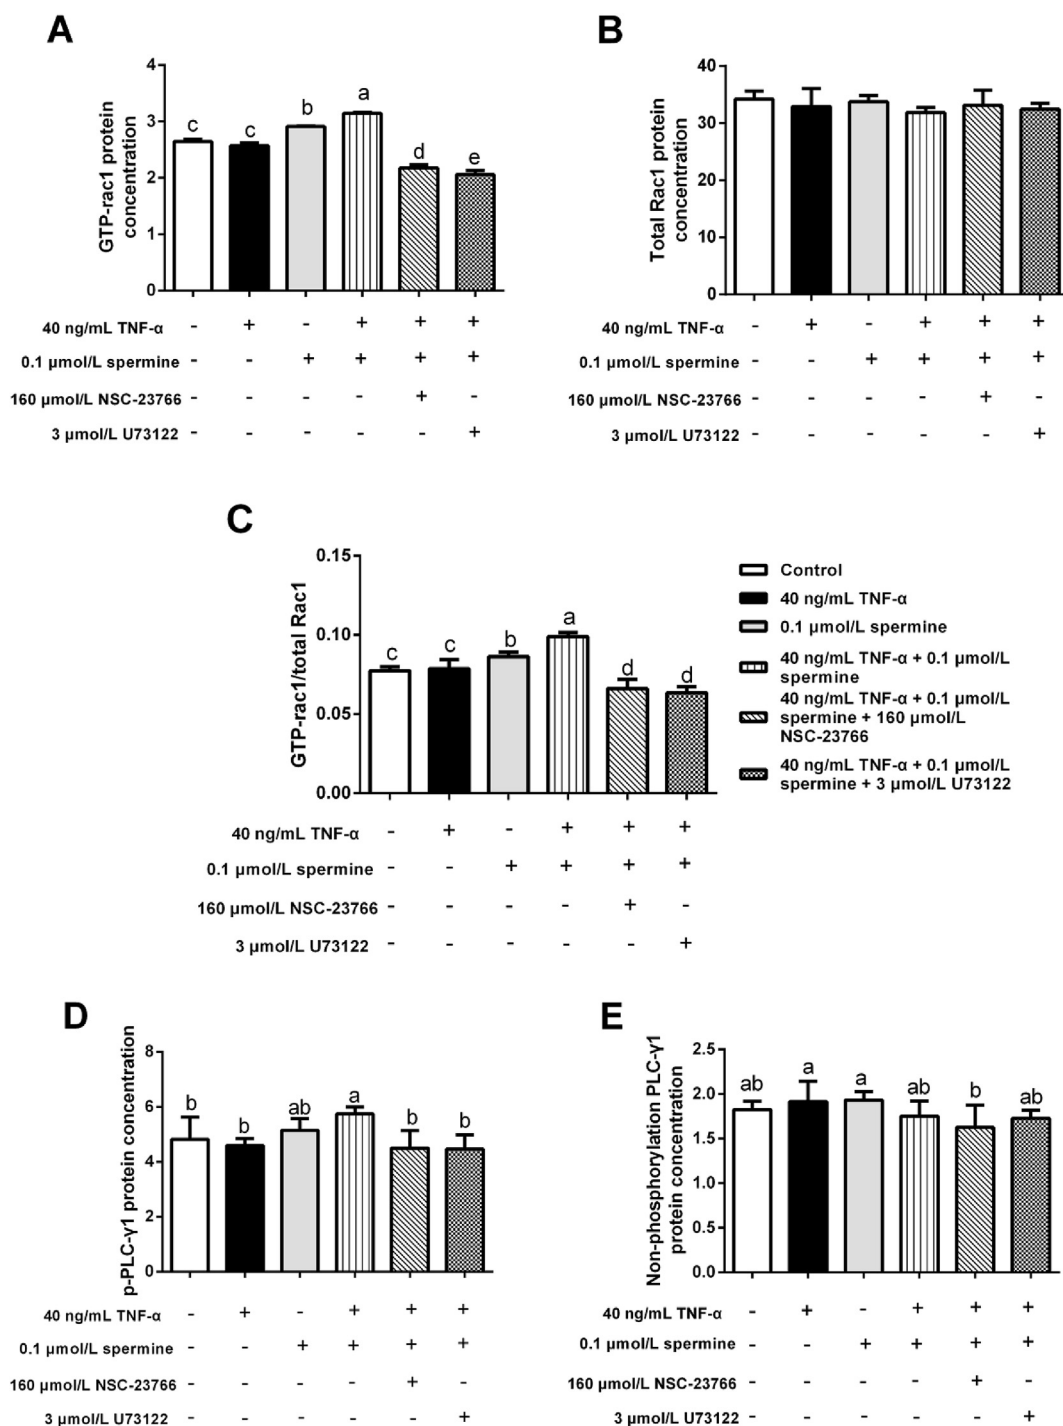 A
GTP-rac1 protein
concentration
4
3
2
1
0
c c b a d e
40 ng/mL TNF-α - + - + + +
0.1 µmol/L spermine - - + + + +
160 µmol/L NSC-23766 - - - - + -
3 µmol/L U73122 - - - - - +
B
Total Rac1 protein
concentration
40
30
20
10
0
40 ng/mL TNF-α - + - + + +
0.1 µmol/L spermine - - + + + +
160 µmol/L NSC-23766 - - - - + -
3 µmol/L U73122 - - - - - +
C
GTP-rac1/total Rac1
0.15
0.10
0.05
0.00
c c b a d d
40 ng/mL TNF-α - + - + + +
0.1 µmol/L spermine - - + + + +
160 µmol/L NSC-23766 - - - - + -
3 µmol/L U73122 - - - - - +
Control
40 ng/mL TNF-α
0.1 µmol/L spermine
40 ng/mL TNF-α + 0.1 µmol/L
spermine
40 ng/mL TNF-α + 0.1 µmol/L
spermine + 160 µmol/L
NSC-23766
40 ng/mL TNF-α + 0.1 µmol/L
spermine + 3 µmol/L U73122
D
p-PLC-γ1 protein concentration
8
6
4
2
0
b b ab a b b
40 ng/mL TNF-α - + - + + +
0.1 µmol/L spermine - - + + + +
160 µmol/L NSC-23766 - - - - + -
3 µmol/L U73122 - - - - - +
E
Non-phosphorylation PLC-γ1
protein concentration
2.5
2.0
1.5
1.0
0.5
0.0
ab a a ab b ab
40 ng/mL TNF-α - + - + + +
0.1 µmol/L spermine - - + + + +
160 µmol/L NSC-23766 - - - - + -
3 µmol/L U73122 - - - - - +